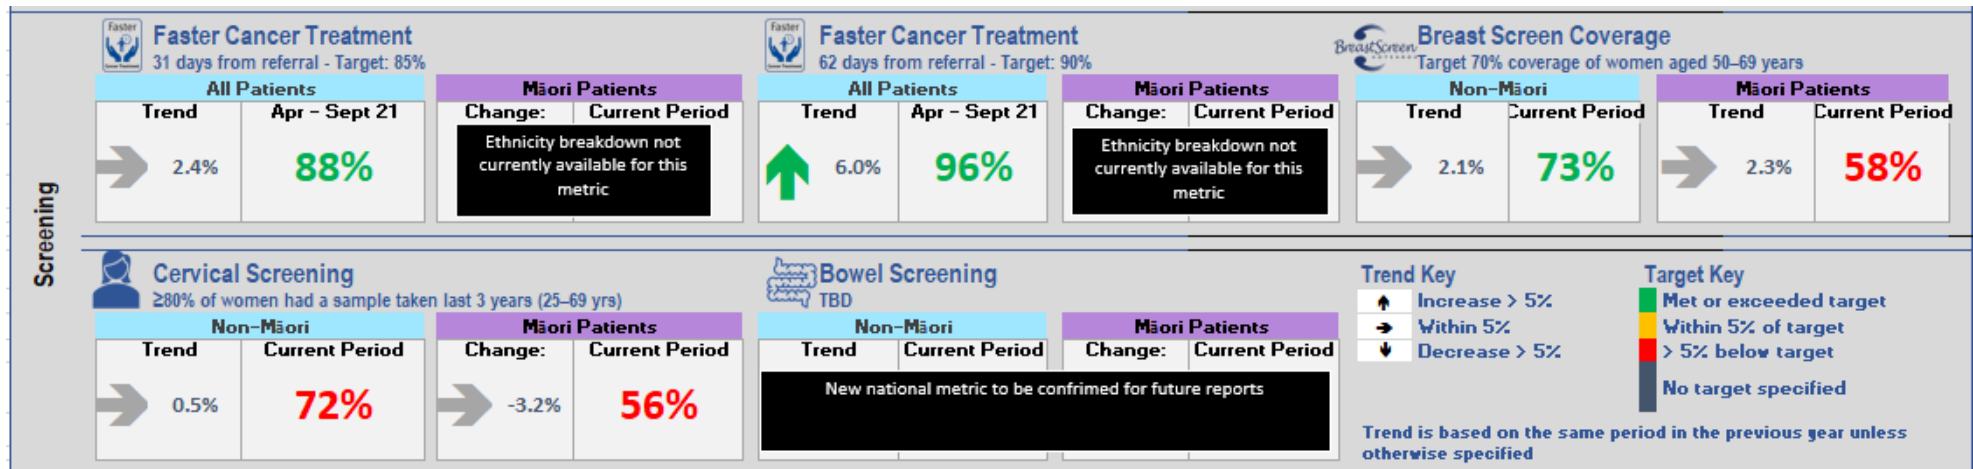 Screening
Faster
Faster Cancer Treatment
31 days from referral - Target: 85%
All Patients
Māori Patients
Trend
Apr - Sept 21
Change:
Current Period
2.4%
88%
Ethnicity breakdown not
currently available for this
metric
Faster
Faster Cancer Treatment
62 days from referral - Target: 90%
All Patients
Māori Patients
Trend
Apr - Sept 21
Change:
Current Period
6.0%
96%
Ethnicity breakdown not
currently available for this
metric
BreastScreen
Breast Screen Coverage
Target 70% coverage of women aged 50–69 years
Non-Māori
Māori Patients
Trend
Current Period
Trend
Current Period
2.1%
73%
2.3%
58%
Cervical Screening
≥80% of women had a sample taken last 3 years (25–69 yrs)
Non-Māori
Māori Patients
Trend
Current Period
Change:
Current Period
0.5%
72%
-3.2%
56%
Bowel Screening
TBD
Non-Māori
Māori Patients
Trend
Current Period
Change:
Current Period
New national metric to be confrimed for future reports
Trend Key
Increase > 5%
Within 5%
Decrease > 5%
Target Key
Met or exceeded target
Within 5% of target
> 5% below target
No target specified
Trend is based on the same period in the previous year unless
otherwise specified